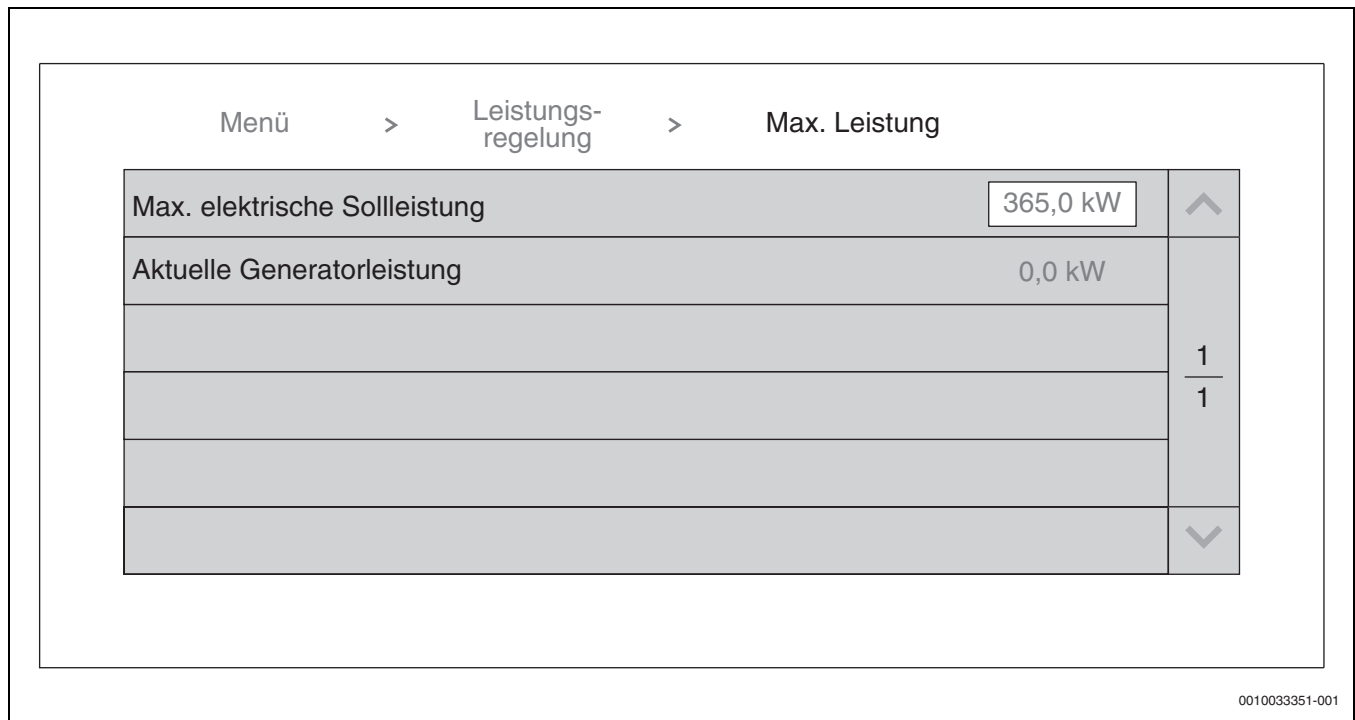 Menü > Leistungs-
regelung > Max. Leistung
Max. elektrische Sollleistung 365,0 kW
Aktuelle Generatorleistung 0,0 kW
1
1
0010033351-001